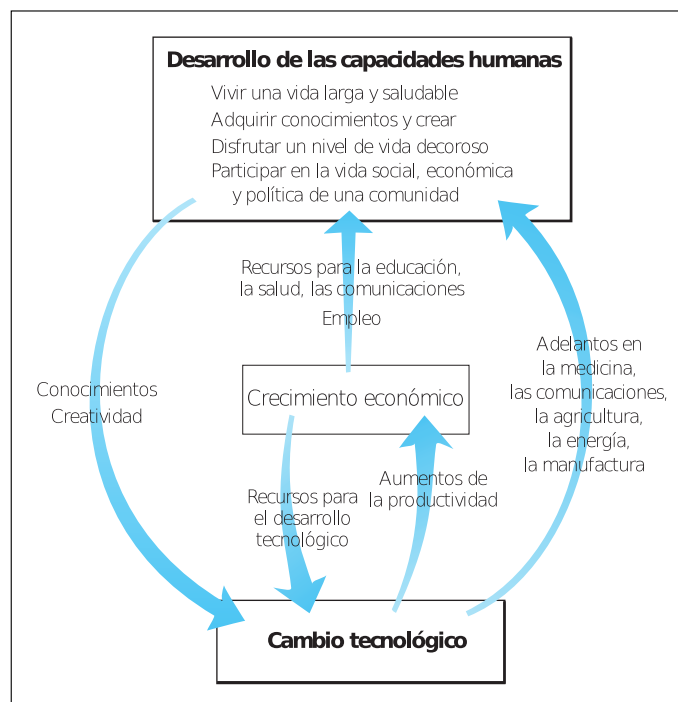 Desarrollo de las capacidades humanas
Vivir una vida larga y saludable
Adquirir conocimientos y crear
Disfrutar un nivel de vida decoroso
Participar en la vida social, económica
y política de una comunidad
Recursos para la educación,
la salud, las comunicaciones
Empleo
Adelantos en
la medicina,
las comunicaciones,
la agricultura,
la energía,
la manufactura
Conocimientos
Creatividad
Crecimiento económico
Aumentos de
la productividad
Recursos para
el desarrollo
tecnológico
Cambio tecnológico